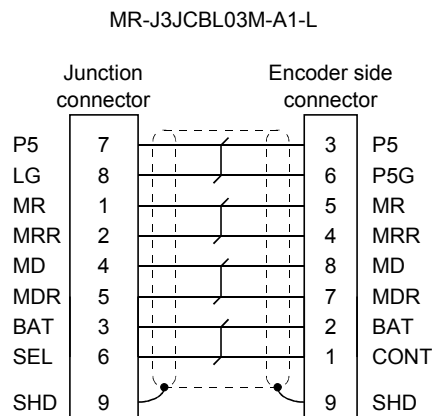 MR-J3JCBL03M-A1-L
Junction connector Encoder side connector
P5 7 3 P5
LG 8 6 P5G
MR 1 5 MR
MRR 2 4 MRR
MD 4 8 MD
MDR 5 7 MDR
BAT 3 2 BAT
SEL 6 1 CONT
SHD 9 9 SHD